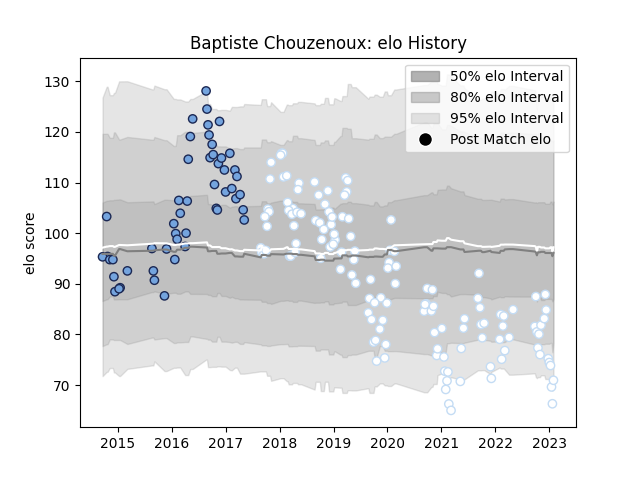 Baptiste Chouzenoux: elo History
50% elo Interval
80% elo Interval
95% elo Interval
Post Match elo
elo score
130
120
110
100
90
80
70
2015 2016 2017 2018 2019 2020 2021 2022 2023